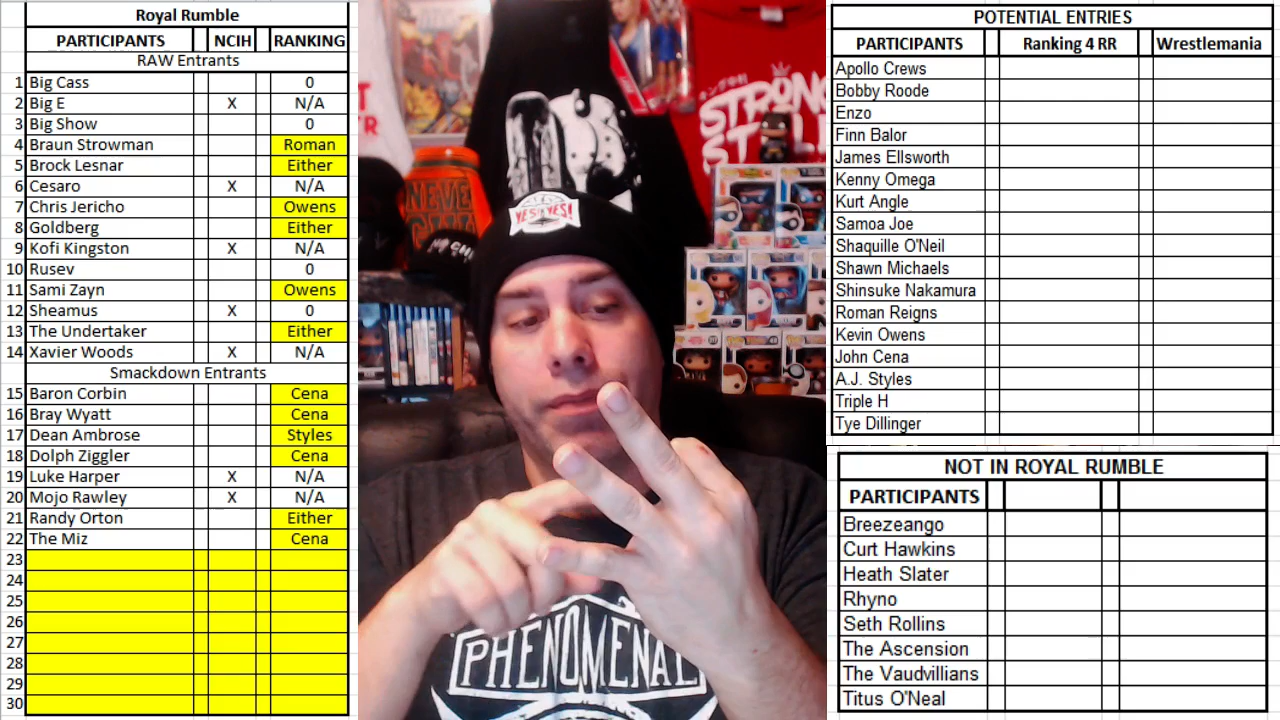 Royal Rumble
PARTICIPANTS NCIH RANKING
RAW Entrants
1 Big Cass 0
2 Big E X N/A
3 Big Show 0
4 Braun Strowman Roman
5 Brock Lesnar Either
6 Cesaro X N/A
7 Chris Jericho Owens
8 Goldberg Either
9 Kofi Kingston X N/A
10 Rusev 0
11 Sami Zayn Owens
12 Sheamus X 0
13 The Undertaker Either
14 Xavier Woods X N/A
Smackdown Entrants
15 Baron Corbin Cena
16 Bray Wyatt Cena
17 Dean Ambrose Styles
18 Dolph Ziggler Cena
19 Luke Harper X N/A
20 Mojo Rawley X N/A
21 Randy Orton Either
22 The Miz Cena
23
24
25
26
27
28
29
30
STRONG
STYLE
NEVER
YES! YES!
PHENOMENAL
POTENTIAL ENTRIES
PARTICIPANTS Ranking 4 RR Wrestlemania
Apollo Crews
Bobby Roode
Enzo
Finn Balor
James Ellsworth
Kenny Omega
Kurt Angle
Samoa Joe
Shaquille O'Neil
Shawn Michaels
Shinsuke Nakamura
Roman Reigns
Kevin Owens
John Cena
A.J. Styles
Triple H
Tye Dillinger
NOT IN ROYAL RUMBLE
PARTICIPANTS
Breezeango
Curt Hawkins
Heath Slater
Rhyno
Seth Rollins
The Ascension
The Vaudvillians
Titus O'Neal